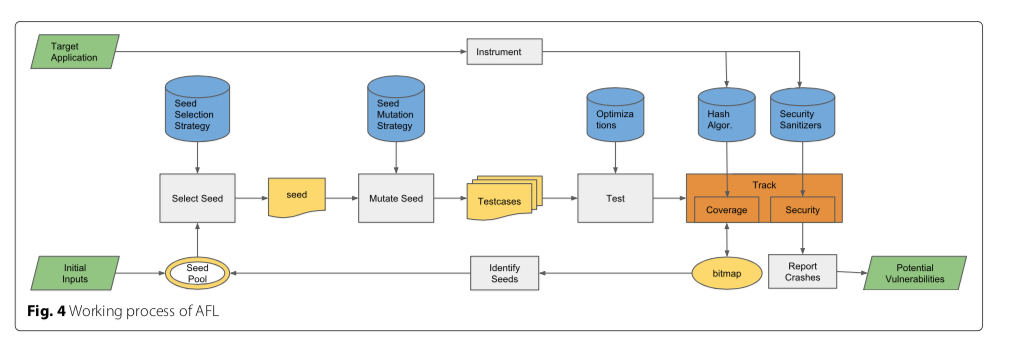 Target
Application
Instrument
Seed
Selection
Strategy
Seed
Mutation
Strategy
Optimiza
tions
Hash
Algor.
Security
Sanitizers
Select Seed
seed
Mutate Seed
Testcases
Test
Track
Coverage
Security
Initial
Inputs
Seed
Pool
Identify
Seeds
bitmap
Report
Crashes
Potential
Vulnerabilities
Fig. 4 Working process of AFL